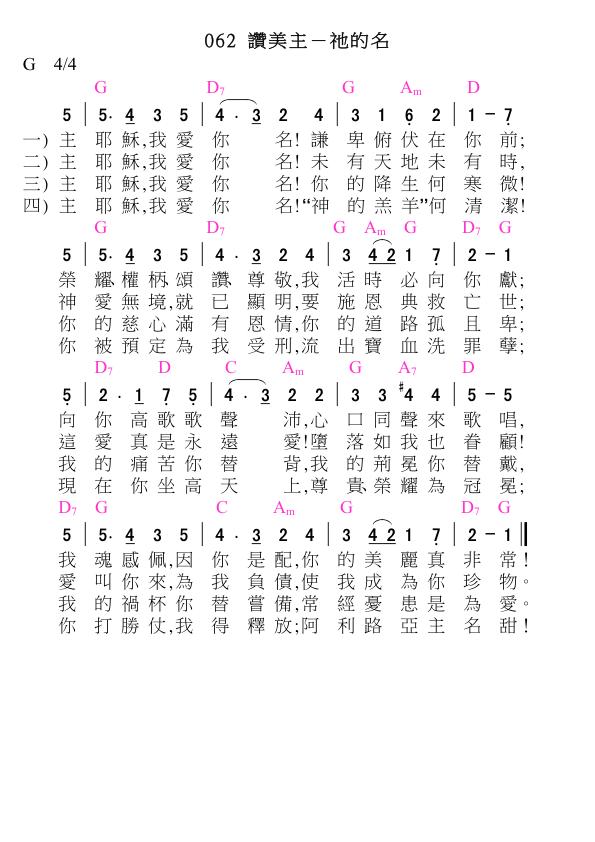 062 讚美主－祂的名
G 4/4
G D7 G Am D
5 | 5· 4 3 5 | 4 · 3 2 4 | 3 1 6 2 | 1 － 7
一) 主 耶 穌,我 愛 你 名! 謙 卑 俯 伏 在 你 前;
二) 主 耶 穌,我 愛 你 名! 未 有 天 地 未 有 時,
三) 主 耶 穌,我 愛 你 名! 你 的 降 生 何 寒 微!
四) 主 耶 穌,我 愛 你 名!“神 的 羔 羊”何 清 潔!
G D7 G Am G D7 G
5 | 5· 4 3 5 | 4 · 3 2 4 | 3 4 2 1 7 | 2 － 1
榮 耀、權 柄、頌 讚、尊 敬,我 活 時 必 向 你 獻;
神 愛 無 境,就 已 顯 明,要 施 恩 典 救 亡 世;
你 的 慈 心 滿 有 恩 情,你 的 道 路 孤 且 卑;
你 被 預 定 為 我 受 刑,流 出 寶 血 洗 罪 孽;
D7 D C Am G A7 D
5 | 2 · 1 7 5 | 4 · 3 2 2 | 3 3 #4 4 | 5 － 5
向 你 高 歌 歌 聲 沛,心 口 同 聲 來 歌 唱,
這 愛 真 是 永 遠 愛!墮 落 如 我 也 眷 顧!
我 的 痛 苦 你 替 背,我 的 荊 冕 你 替 戴,
現 在 你 坐 高 天 上,尊 貴、榮 耀 為 冠 冕;
D7 G C Am G D7 G
5 | 5· 4 3 5 | 4 · 3 2 4 | 3 4 2 1 7 | 2 － 1 ‖
我 魂 感 佩,因 你 是 配,你 的 美 麗 真 非 常!
愛 叫 你 來,為 我 負 債,使 我 成 為 你 珍 物。
我 的 禍 杯 你 替 嘗 備,常 經 憂 患 是 為 愛。
你 打 勝 仗,我 得 釋 放;阿 利 路 亞 主 名 甜!